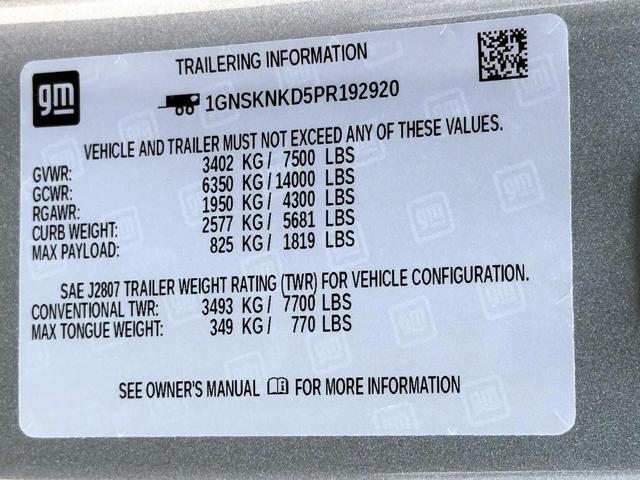 gm
TRAILERING INFORMATION
1GNSKNKD5PR192920
VEHICLE AND TRAILER MUST NOT EXCEED ANY OF THESE VALUES.
GVWR: 3402 KG / 7500 LBS
GCWR: 6350 KG / 14000 LBS
RGAWR: 1950 KG / 4300 LBS
CURB WEIGHT: 2577 KG / 5681 LBS
MAX PAYLOAD: 825 KG / 1819 LBS
SAE J2807 TRAILER WEIGHT RATING (TWR) FOR VEHICLE CONFIGURATION.
CONVENTIONAL TWR: 3493 KG / 7700 LBS
MAX TONGUE WEIGHT: 349 KG / 770 LBS
SEE OWNER'S MANUAL FOR MORE INFORMATION